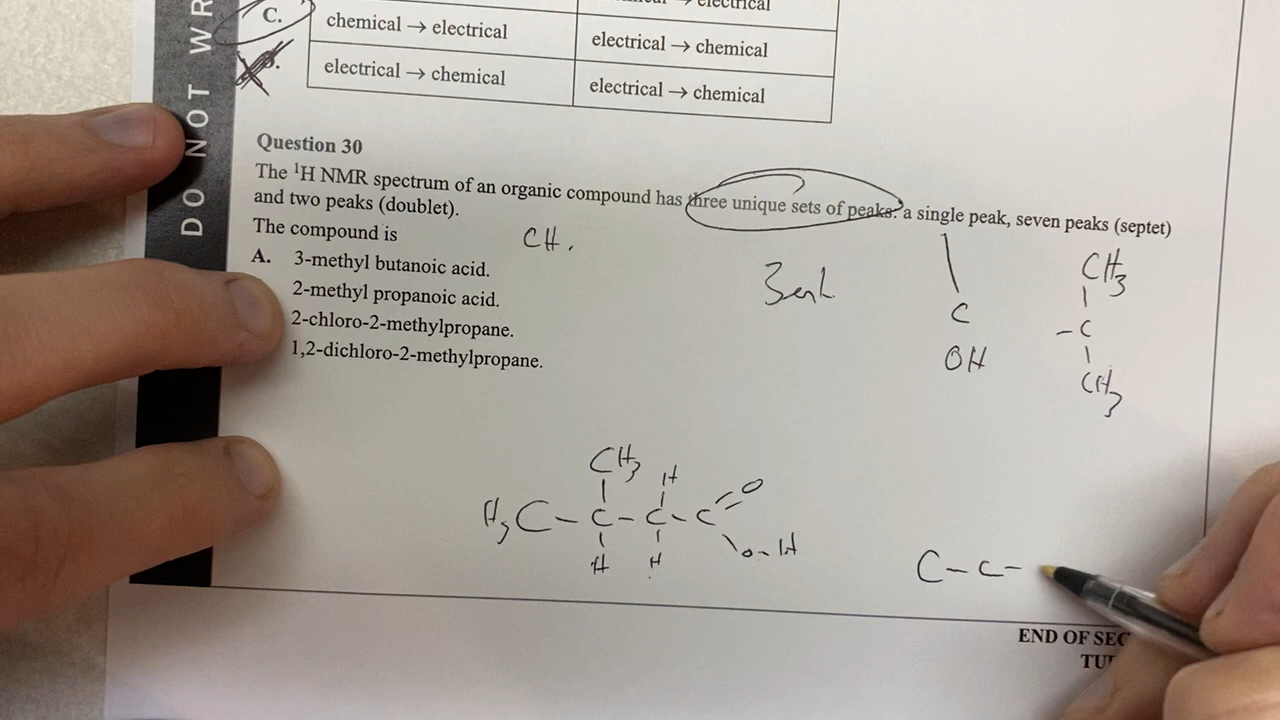 → electrical
C.
chemical → electrical
electrical → chemical
electrical → chemical
electrical → chemical
DO NOT WR
Question 30
The ¹H NMR spectrum of an organic compound has three unique sets of peaks: a single peak, seven peaks (septet)
and two peaks (doublet).
The compound is
A. 3-methyl butanoic acid.
2-methyl propanoic acid.
2-chloro-2-methylpropane.
1,2-dichloro-2-methylpropane.
CH.
C
OH
CH₃
-C
CH₃
CH₃ H
H₃C-C-C-C=O
H H O-H
C-C-
END OF SEC